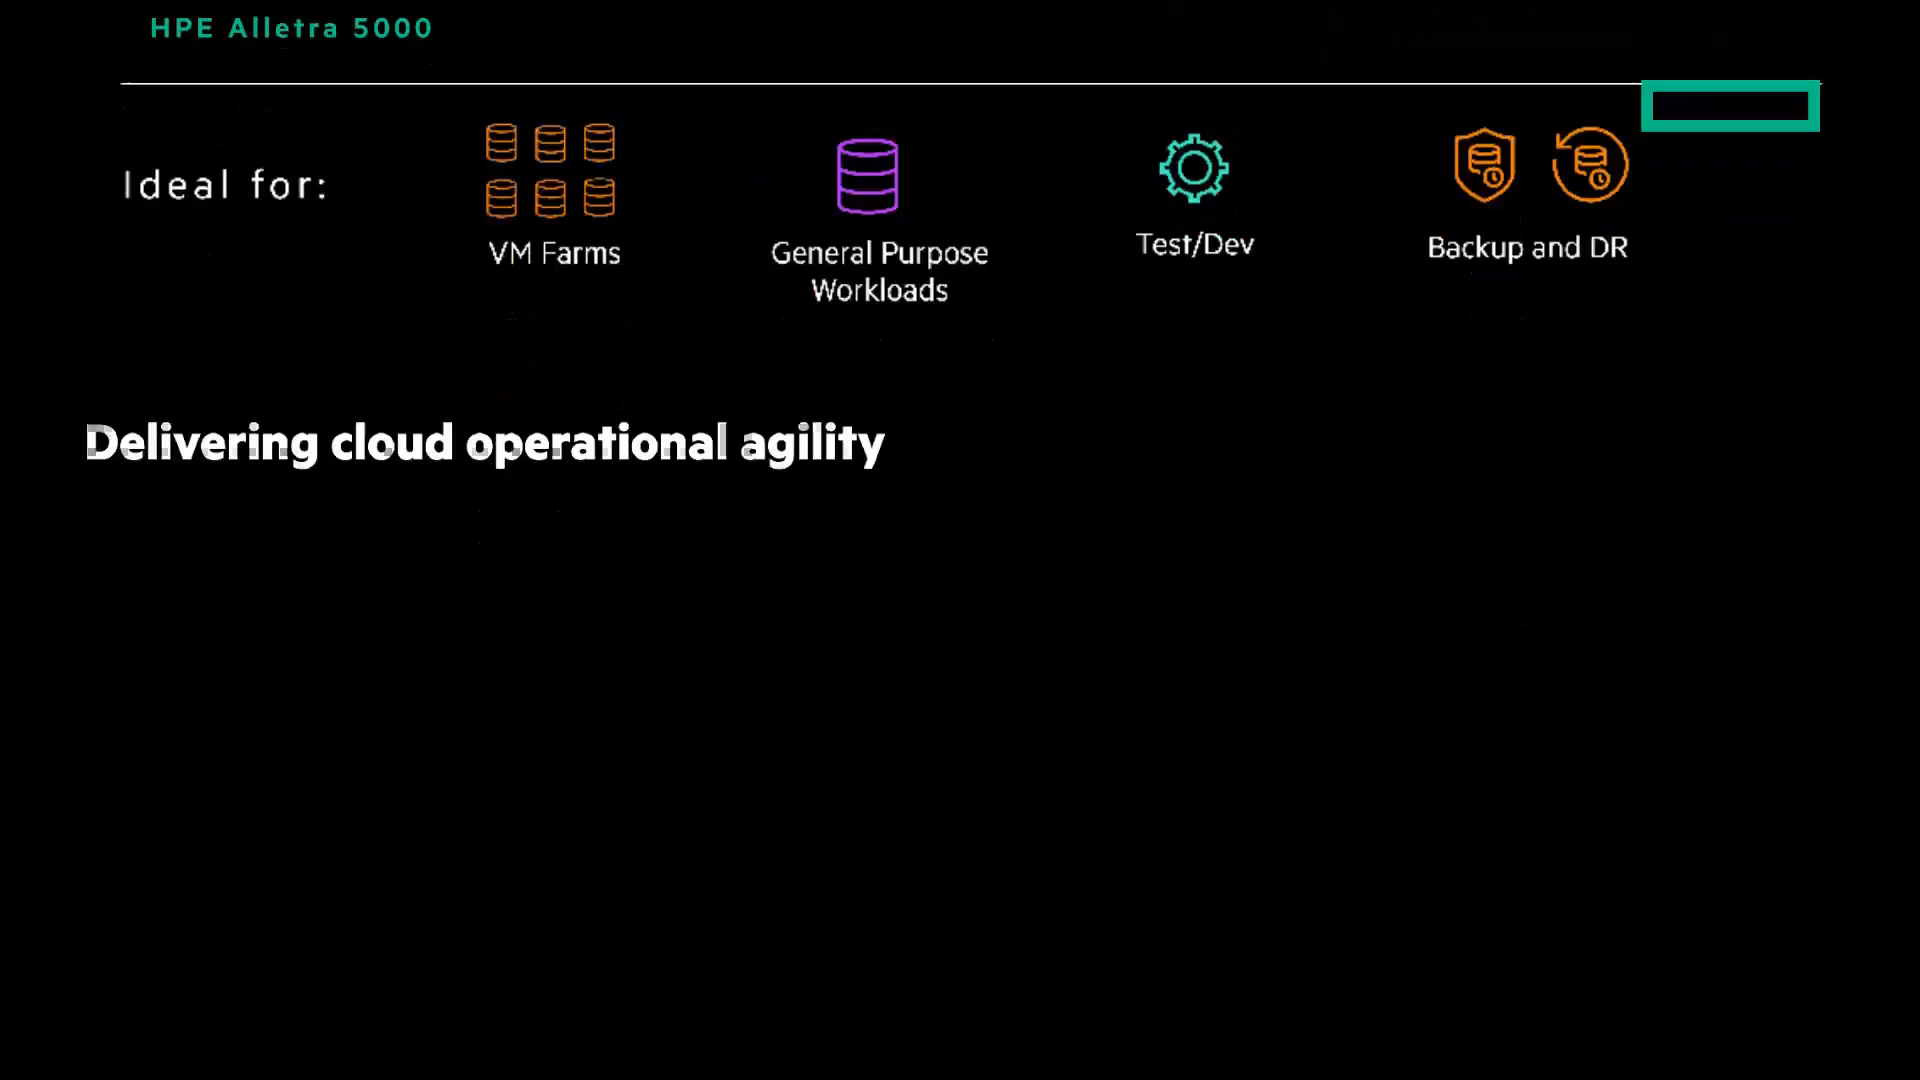 HPE Alletra 5000
Ideal for:
VM Farms
General Purpose
Workloads
Test/Dev
Backup and DR
Delivering cloud operational agility